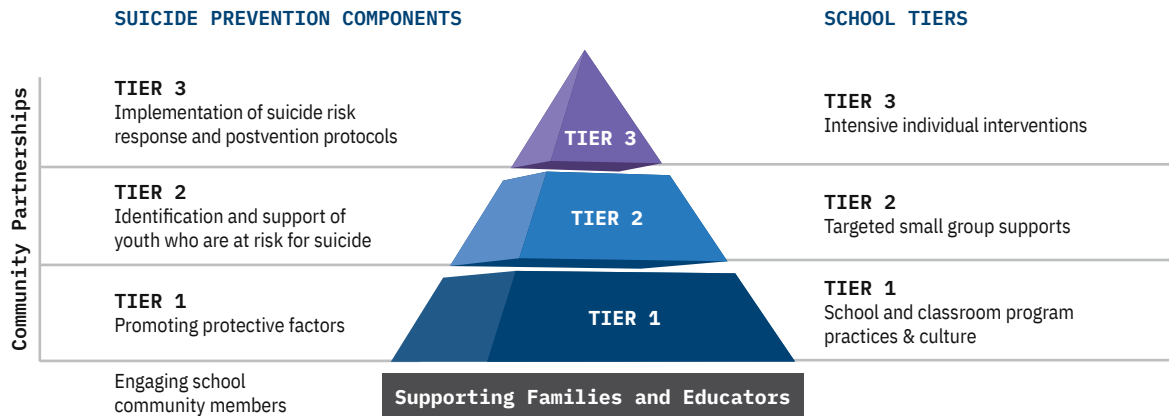 SUICIDE PREVENTION COMPONENTS
SCHOOL TIERS
Community Partnerships
TIER 3
Implementation of suicide risk
response and postvention protocols
TIER 3
TIER 3
Intensive individual interventions
TIER 2
Identification and support of
youth who are at risk for suicide
TIER 2
TIER 2
Targeted small group supports
TIER 1
Promoting protective factors
TIER 1
TIER 1
School and classroom program
practices & culture
Engaging school
community members
Supporting Families and Educators